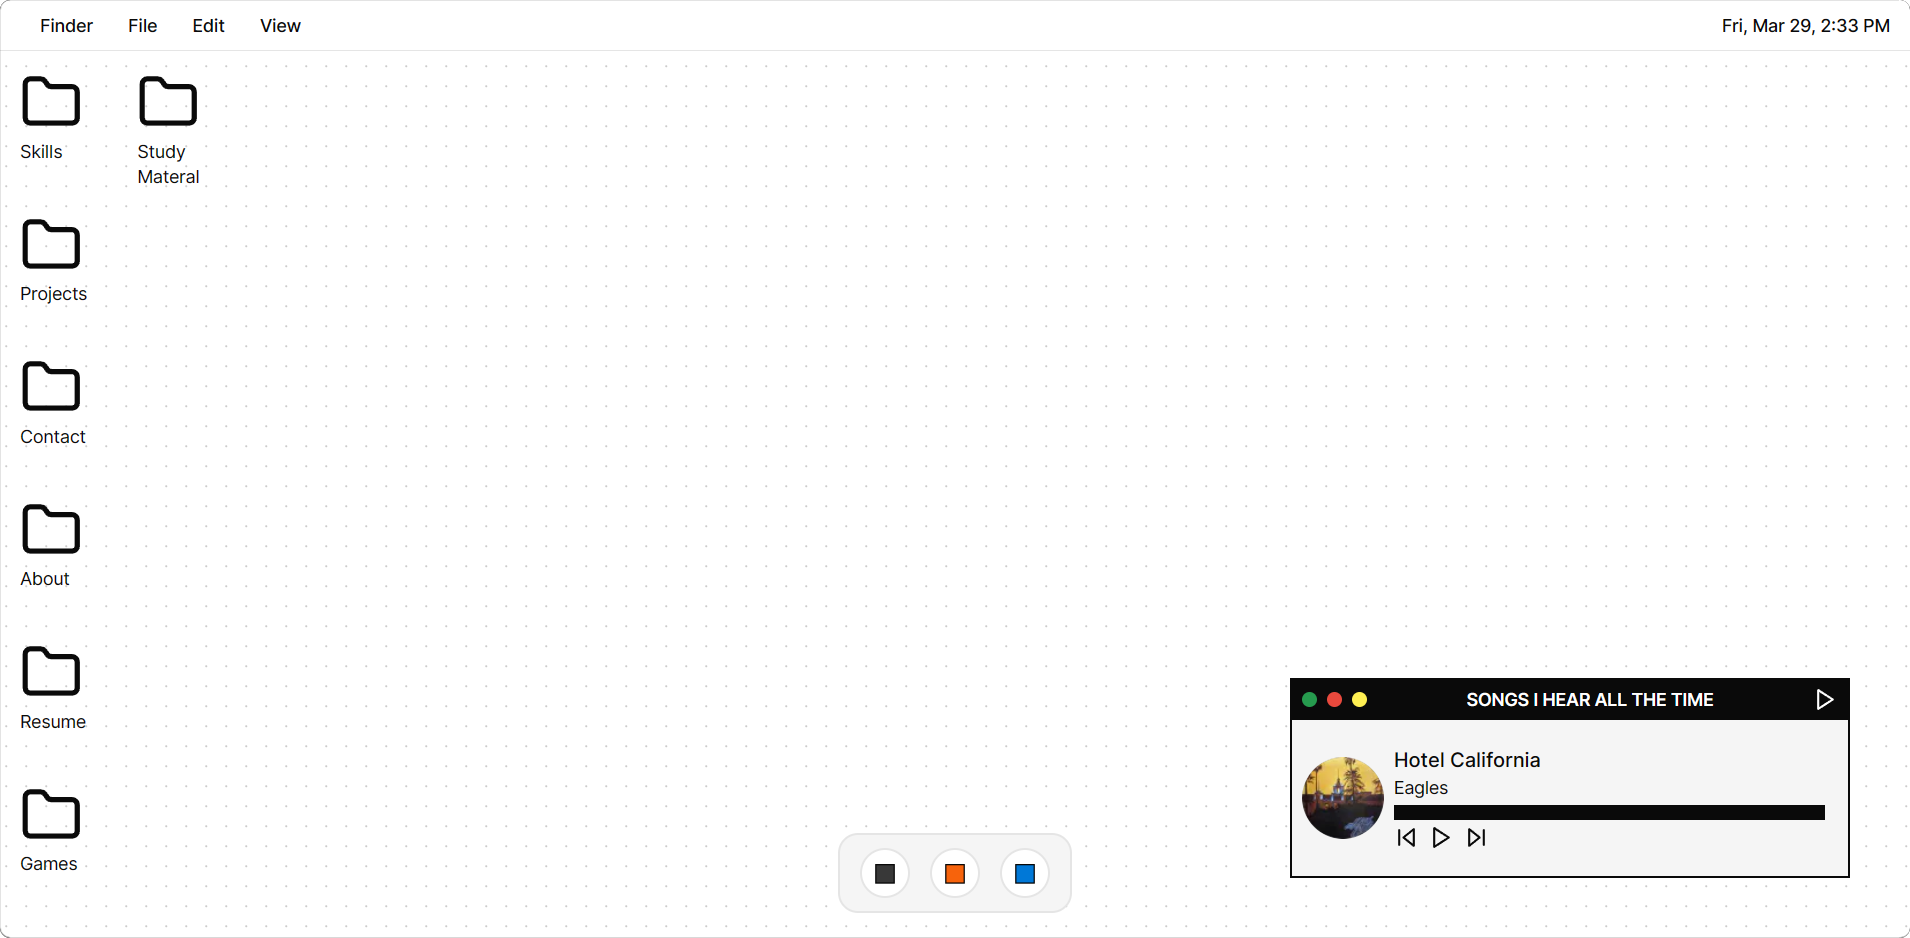 Finder File Edit View Fri, Mar 29, 2:33 PM
Skills
Study
Materal
Projects
Contact
About
Resume
Games
SONGS I HEAR ALL THE TIME
Hotel California
Eagles